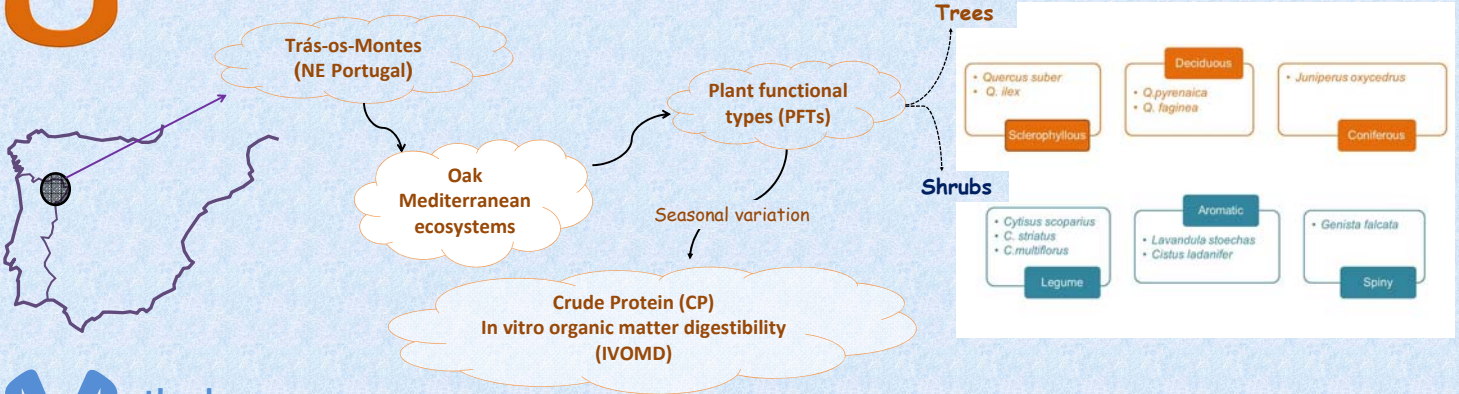 Trás-os-Montes
(NE Portugal)
Oak
Mediterranean
ecosystems
Plant functional
types (PFTs)
Seasonal variation
Crude Protein (CP)
In vitro organic matter digestibility
(IVOMD)
Trees
• Quercus suber
• Q. ilex
Sclerophyllous
Deciduous
• Q.pyrenaica
• Q. faginea
• Juniperus oxycedrus
Coniferous
Shrubs
• Cytisus scoparius
• C. striatus
• C.multiflorus
Legume
Aromatic
• Lavandula stoechas
• Cistus ladanifer
• Genista falcata
Spiny